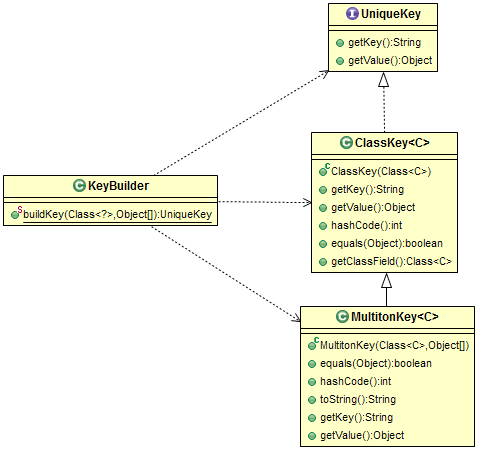 I UniqueKey
getKey():String
getValue():Object
C ClassKey<C>
C ClassKey(Class<C>)
getKey():String
getValue():Object
hashCode():int
equals(Object):boolean
getClassField():Class<C>
C KeyBuilder
S buildKey(Class<?>,Object[]):UniqueKey
C MultitonKey<C>
C MultitonKey(Class<C>,Object[])
equals(Object):boolean
hashCode():int
toString():String
getKey():String
getValue():Object